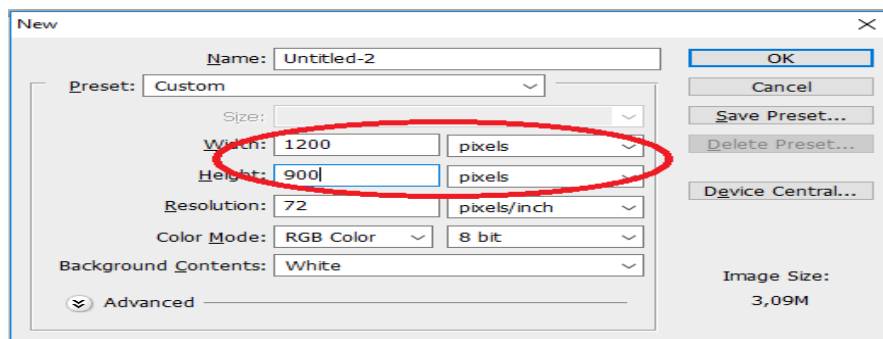 New
Name: Untitled-2
OK
Preset: Custom
Cancel
Size:
Save Preset...
Width: 1200 pixels
Delete Preset...
Height: 900 pixels
Device Central...
Resolution: 72 pixels/inch
Color Mode: RGB Color 8 bit
Background Contents: White
Image Size:
Advanced
3,09M